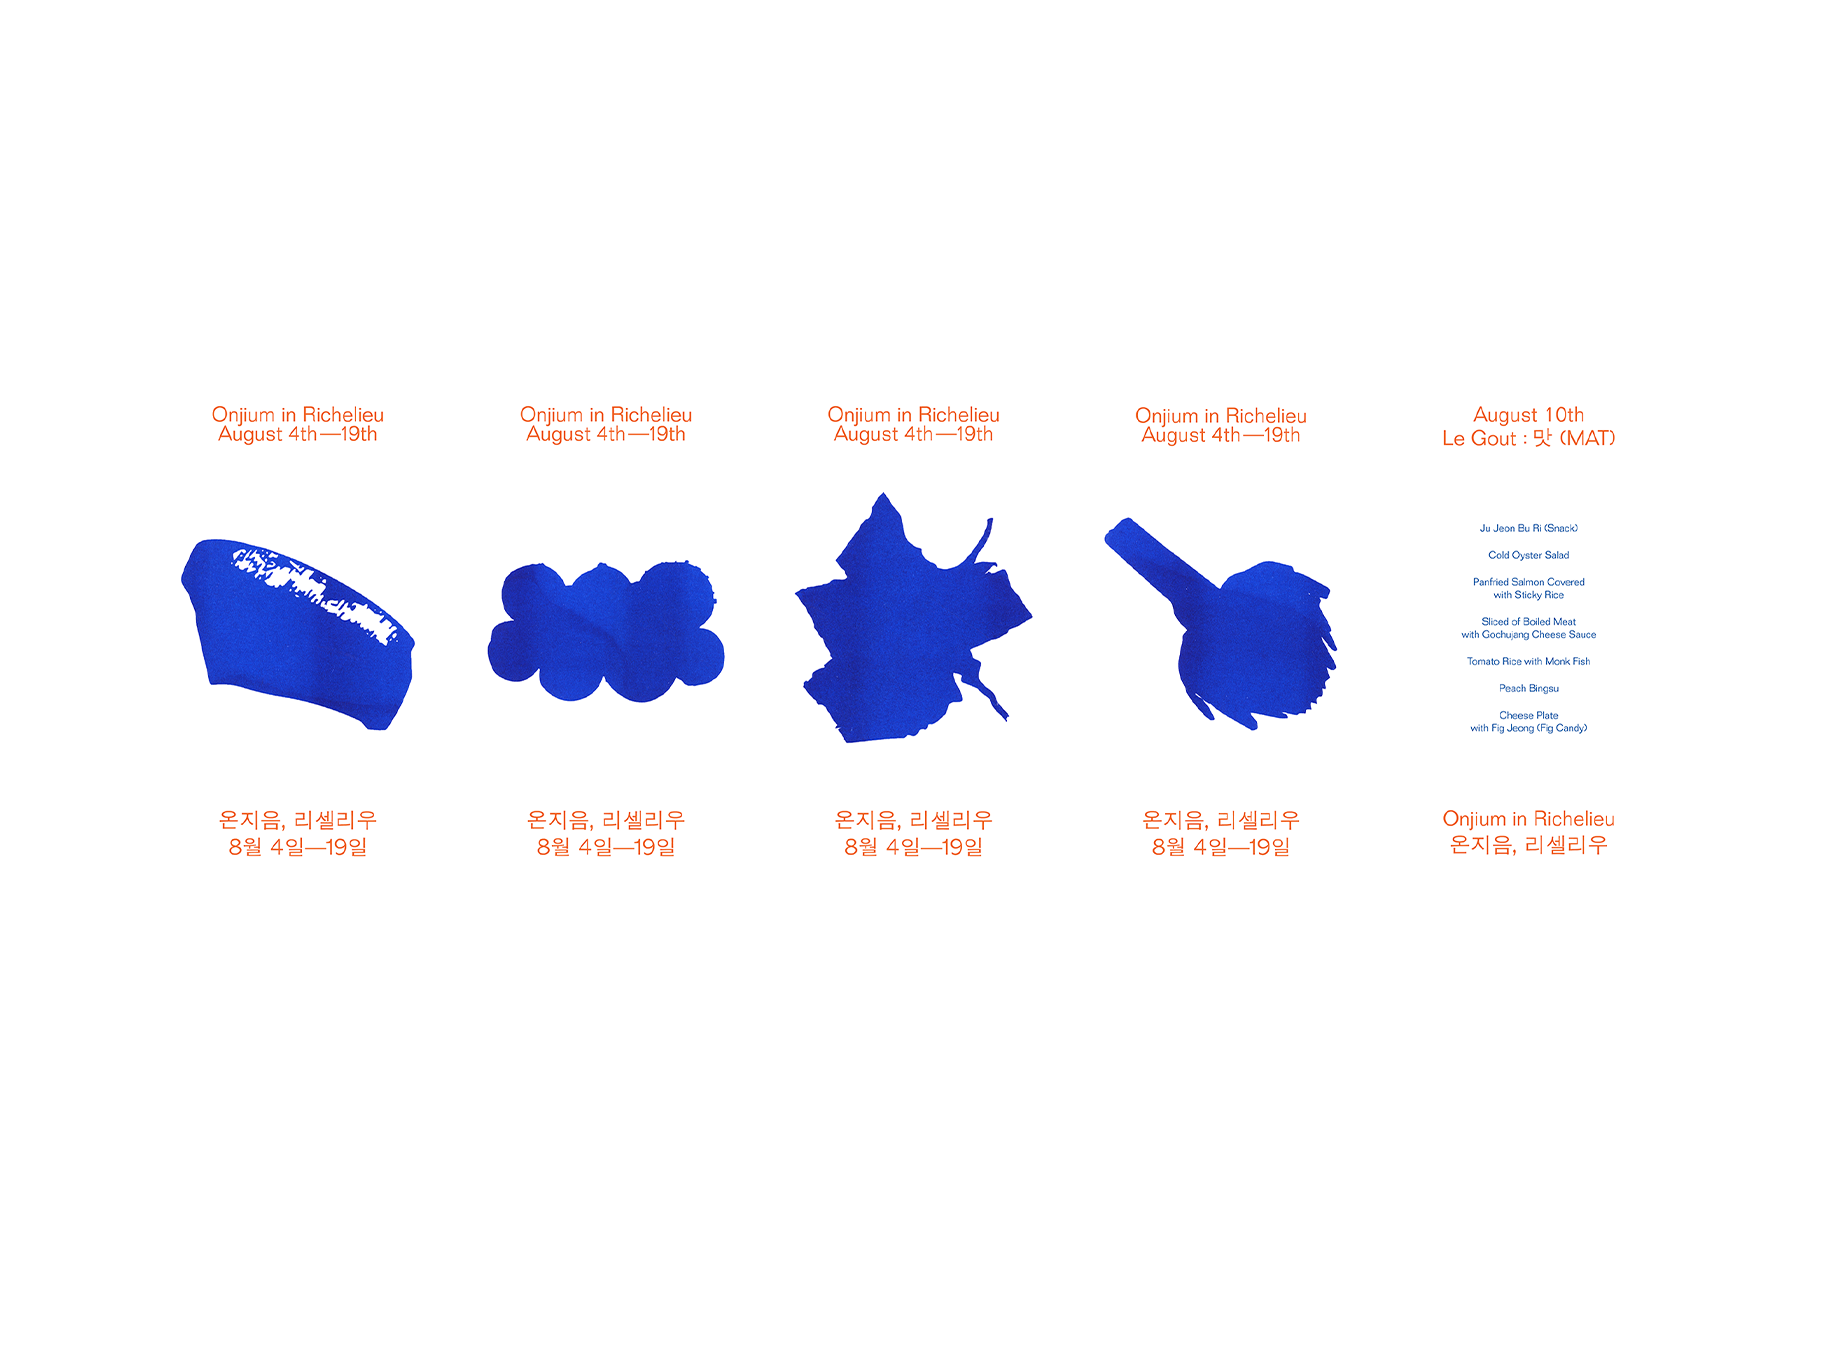 Onjium in Richelieu
August 4th—19th
온지음, 리셀리우
8월 4일—19일
Onjium in Richelieu
August 4th—19th
온지음, 리셀리우
8월 4일—19일
Onjium in Richelieu
August 4th—19th
온지음, 리셀리우
8월 4일—19일
Onjium in Richelieu
August 4th—19th
온지음, 리셀리우
8월 4일—19일
August 10th
Le Gout : 맛 (MAT)
Ju Jeon Bu Ri (Snack)
Cold Oyster Salad
Panfried Salmon Covered
with Sticky Rice
Sliced of Boiled Meat
with Gochujang Cheese Sauce
Tomato Rice with Monk Fish
Peach Bingsu
Cheese Plate
with Fig Jeong (Fig Candy)
Onjium in Richelieu
온지음, 리셀리우